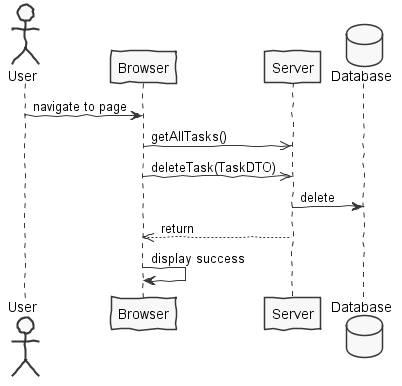 User
Browser
Server
Database
navigate to page
getAllTasks()
deleteTask(TaskDTO)
delete
return
display success
User
Browser
Server
Database